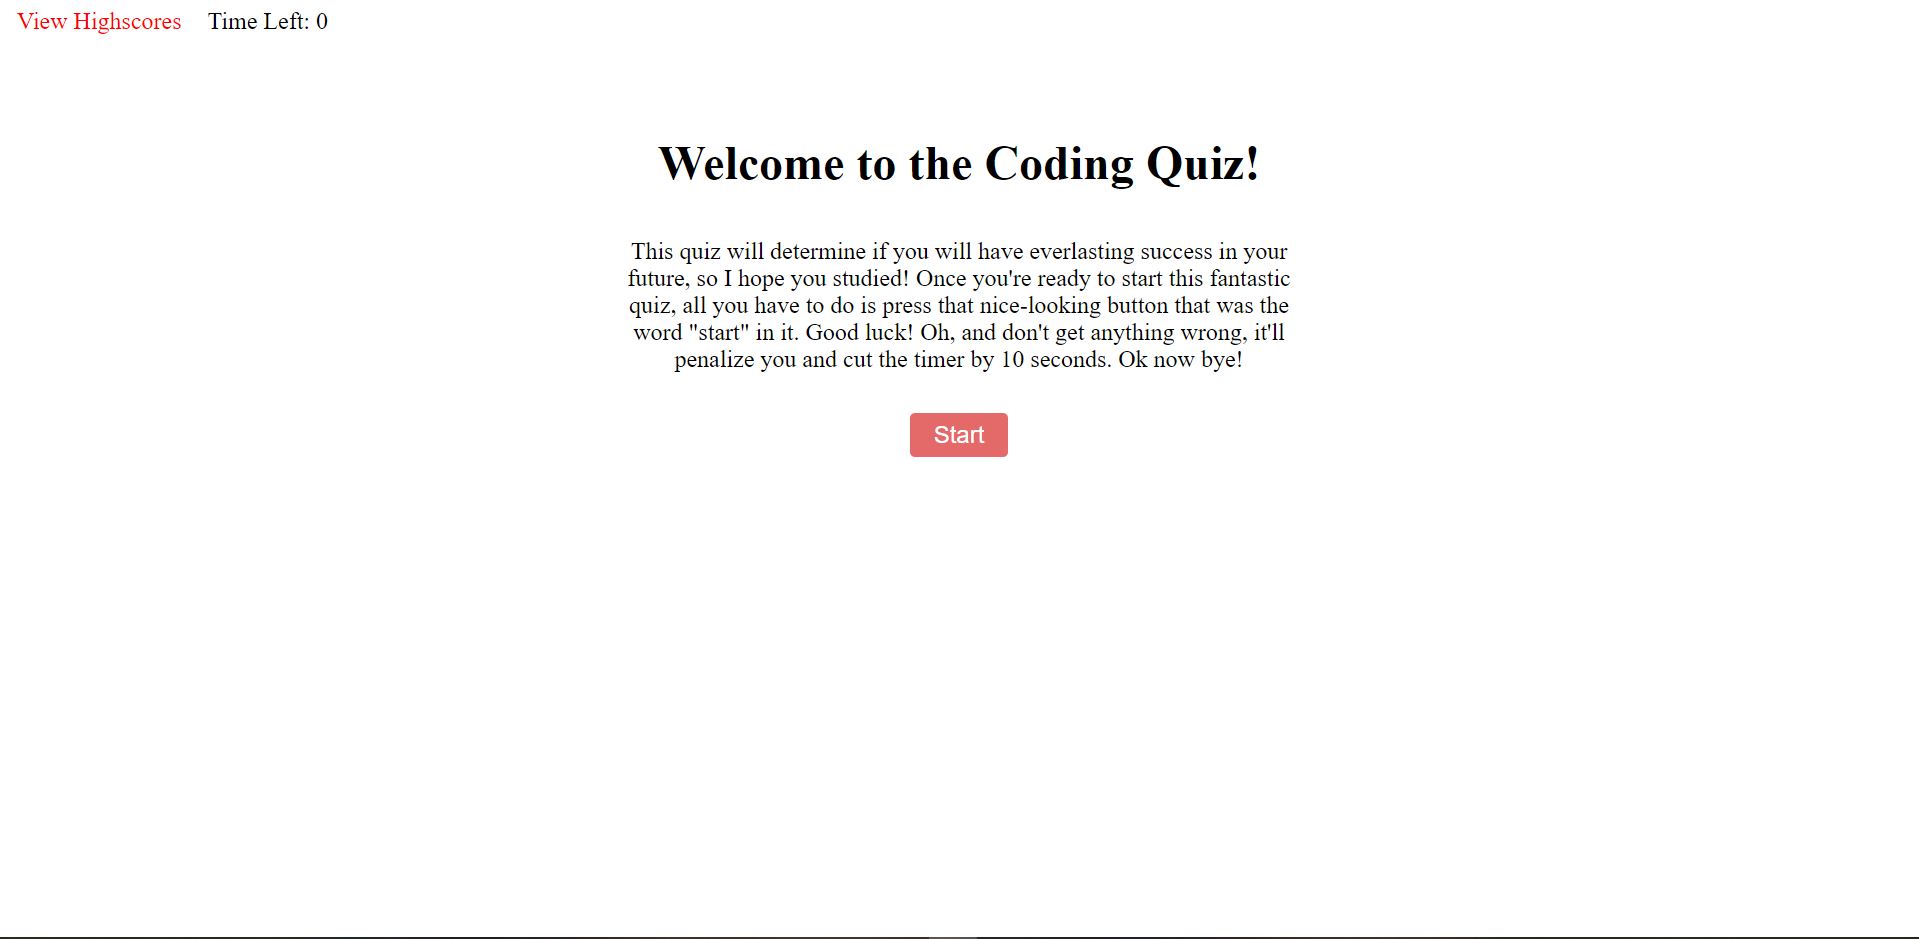 View Highscores Time Left: 0
Welcome to the Coding Quiz!
This quiz will determine if you will have everlasting success in your
future, so I hope you studied! Once you're ready to start this fantastic
quiz, all you have to do is press that nice-looking button that was the
word "start" in it. Good luck! Oh, and don't get anything wrong, it'll
penalize you and cut the timer by 10 seconds. Ok now bye!
Start